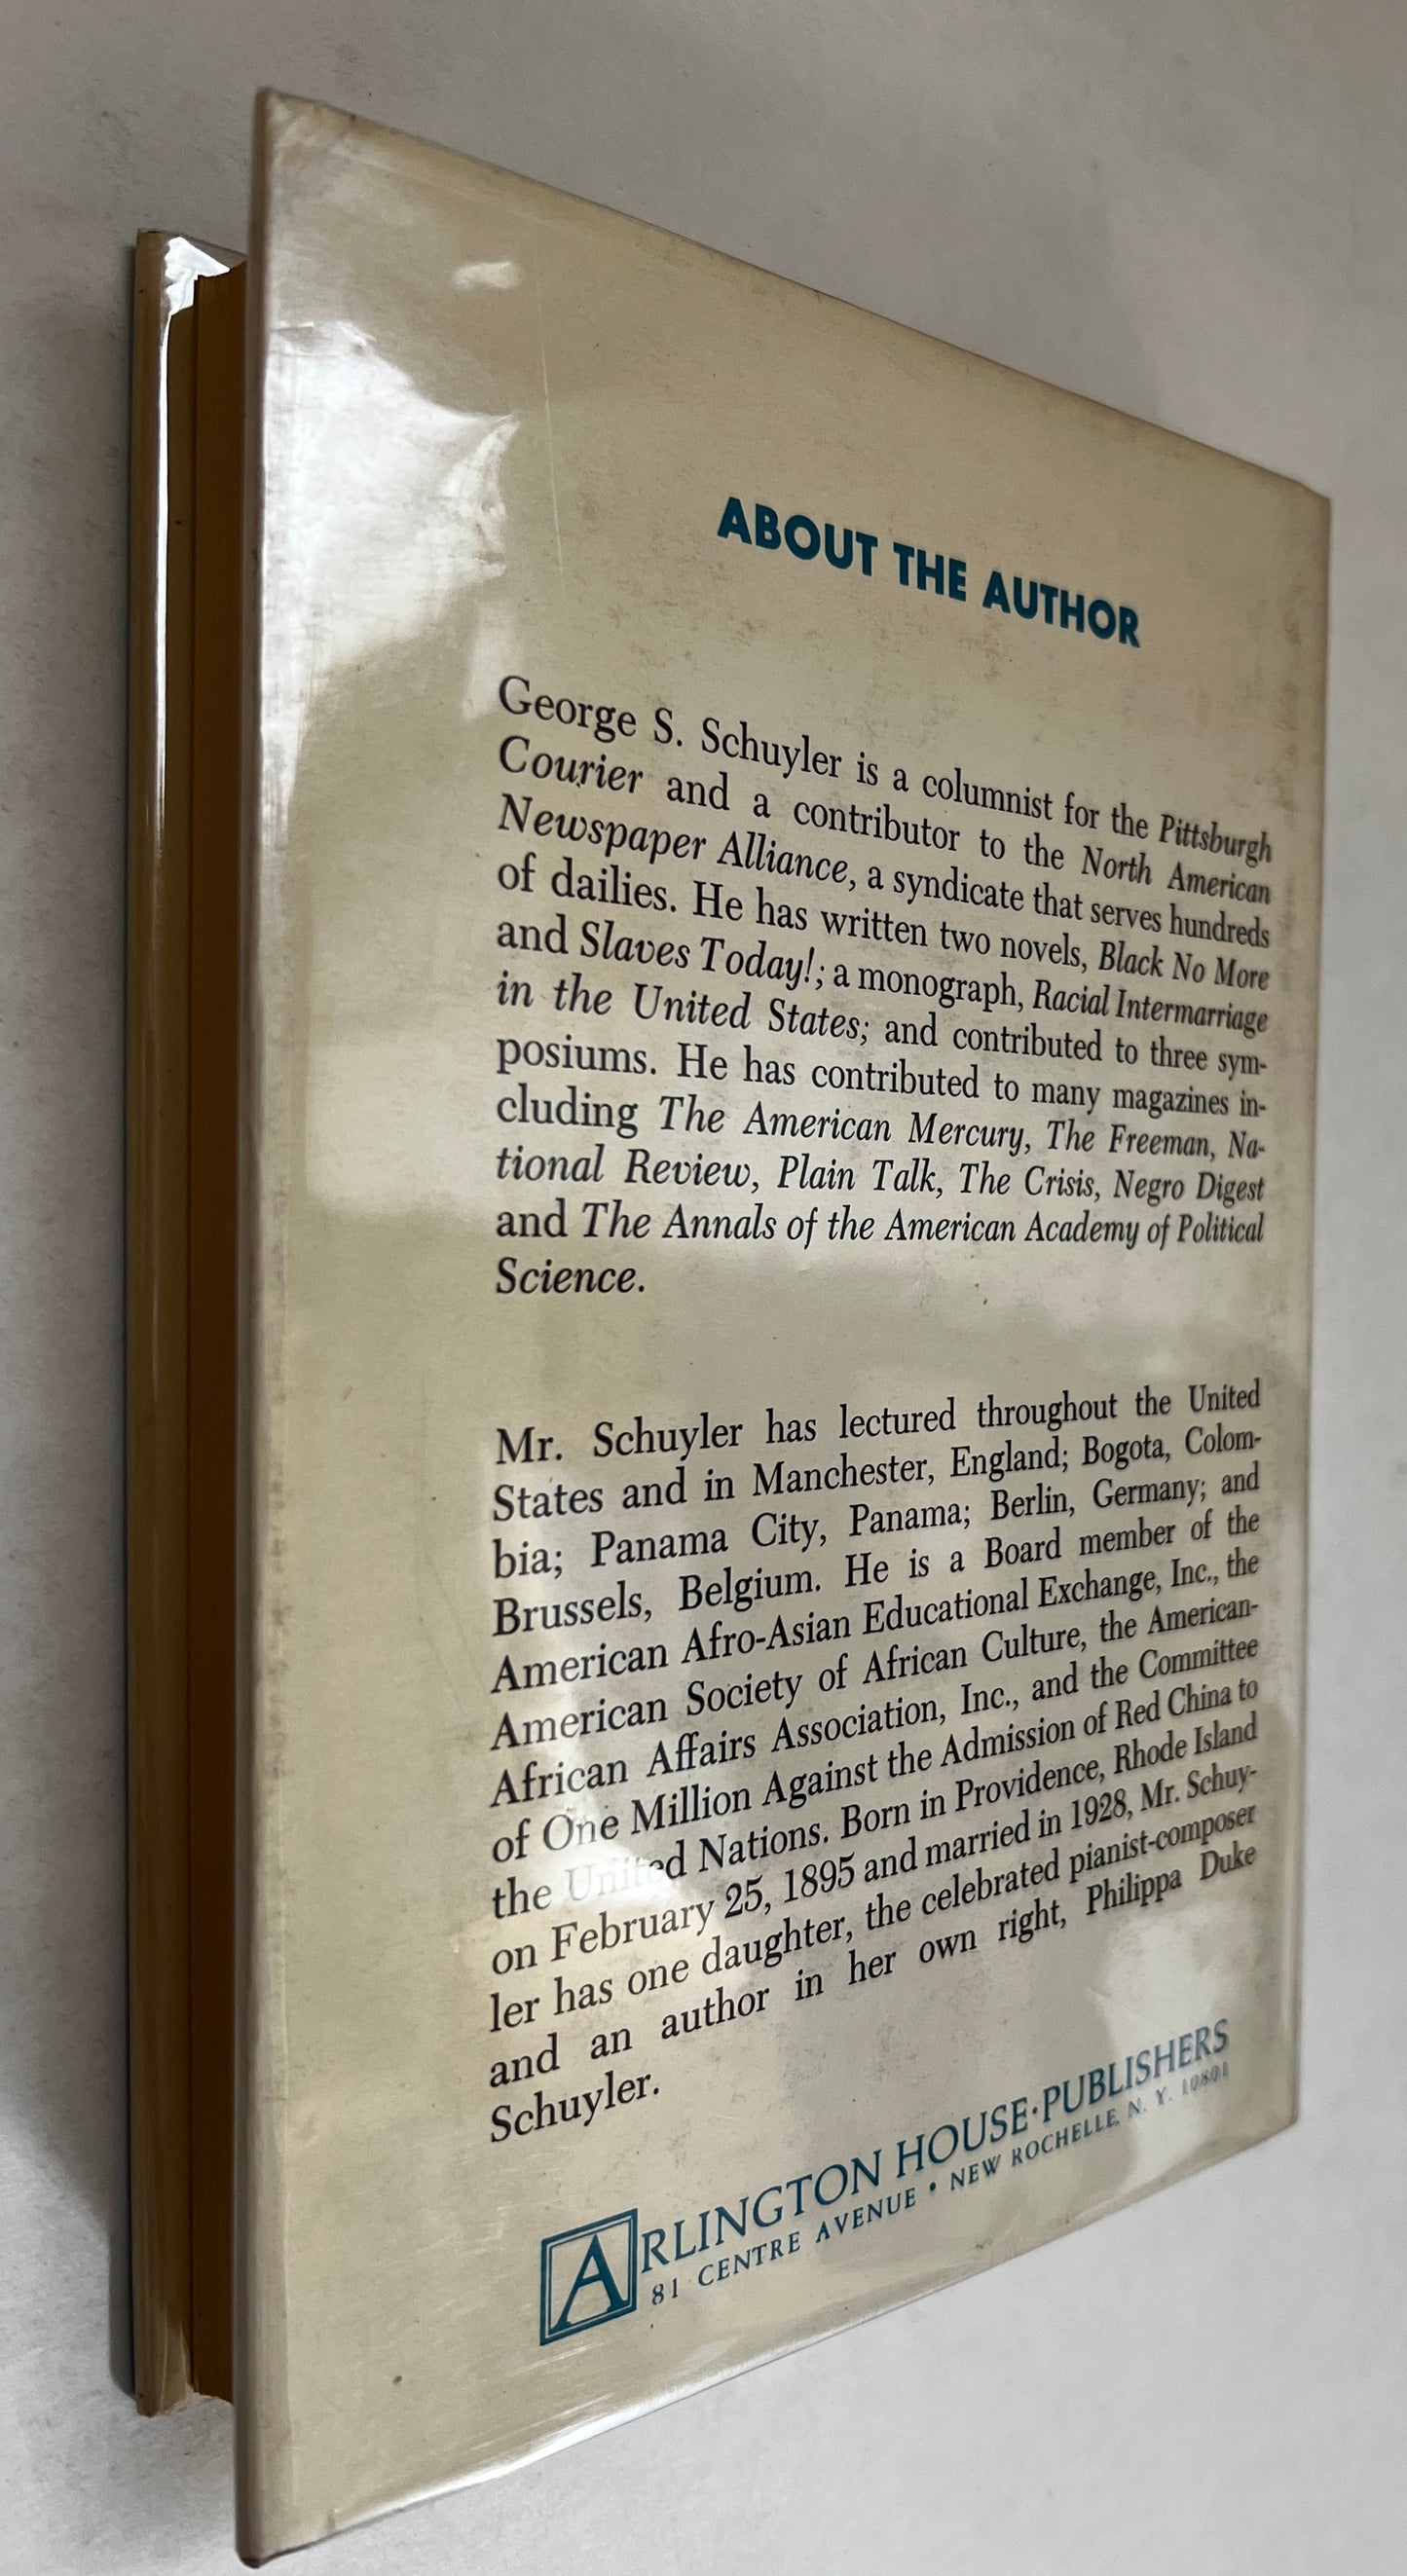 ABOUT THE AUTHOR
George S. Schuyler is a columnist for the Pittsburgh
Courier and a contributor to the North American
Newspaper Alliance, a syndicate that serves hundreds
of dailies. He has written two novels, Black No More
and Slaves Today!; a monograph, Racial Intermarriage
in the United States; and contributed to three sym-
posiums. He has contributed to many magazines in-
cluding The American Mercury, The Freeman, Na-
tional Review, Plain Talk, The Crisis, Negro Digest
and The Annals of the American Academy of Political
Science.
Mr. Schuyler has lectured throughout the United
States and in Manchester, England; Bogota, Colom-
bia; Panama City, Panama; Berlin, Germany; and
Brussels, Belgium. He is a Board member of the
American Afro-Asian Educational Exchange, Inc., the
American Society of African Culture, the American-
African Affairs Association, Inc., and the Committee
of One Million Against the Admission of Red China to
the United Nations. Born in Providence, Rhode Island
on February 25, 1895 and married in 1928, Mr. Schuy-
ler has one daughter, the celebrated pianist-composer
and an author in her own right, Philippa Duke
Schuyler.
ARLINGTON HOUSE·PUBLISHERS
81 CENTRE AVENUE • NEW ROCHELLE, N. Y. 10801